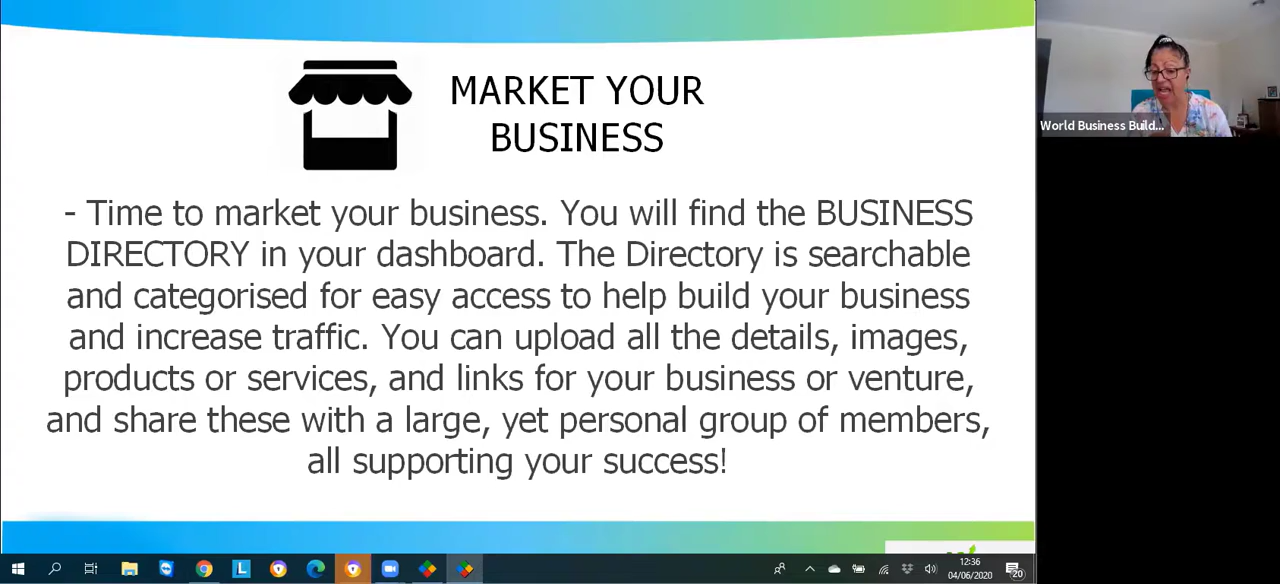 MARKET YOUR
BUSINESS
- Time to market your business. You will find the BUSINESS
DIRECTORY in your dashboard. The Directory is searchable
and categorised for easy access to help build your business
and increase traffic. You can upload all the details, images,
products or services, and links for your business or venture,
and share these with a large, yet personal group of members,
all supporting your success!
World Business Build...
L
12:36
04/06/2020
20